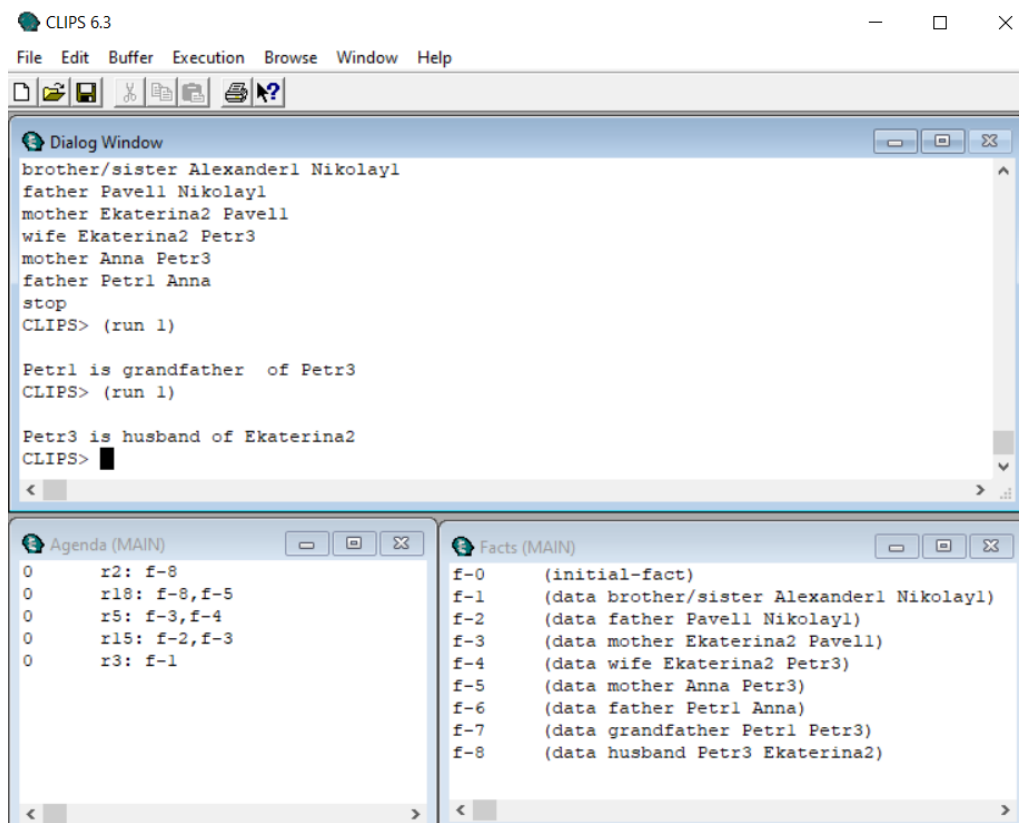 CLIPS 6.3
File Edit Buffer Execution Browse Window Help
Dialog Window
brother/sister Alexander1 Nikolay1
father Pavel1 Nikolay1
mother Ekaterina2 Pavel1
wife Ekaterina2 Petr3
mother Anna Petr3
father Petr1 Anna
stop
CLIPS> (run 1)
Petr1 is grandfather  of Petr3
CLIPS> (run 1)
Petr3 is husband of Ekaterina2
CLIPS>
Agenda (MAIN)
0 r2: f-8
0 r18: f-8,f-5
0 r5: f-3,f-4
0 r15: f-2,f-3
0 r3: f-1
Facts (MAIN)
f-0 (initial-fact)
f-1 (data brother/sister Alexander1 Nikolay1)
f-2 (data father Pavel1 Nikolay1)
f-3 (data mother Ekaterina2 Pavel1)
f-4 (data wife Ekaterina2 Petr3)
f-5 (data mother Anna Petr3)
f-6 (data father Petr1 Anna)
f-7 (data grandfather Petr1 Petr3)
f-8 (data husband Petr3 Ekaterina2)